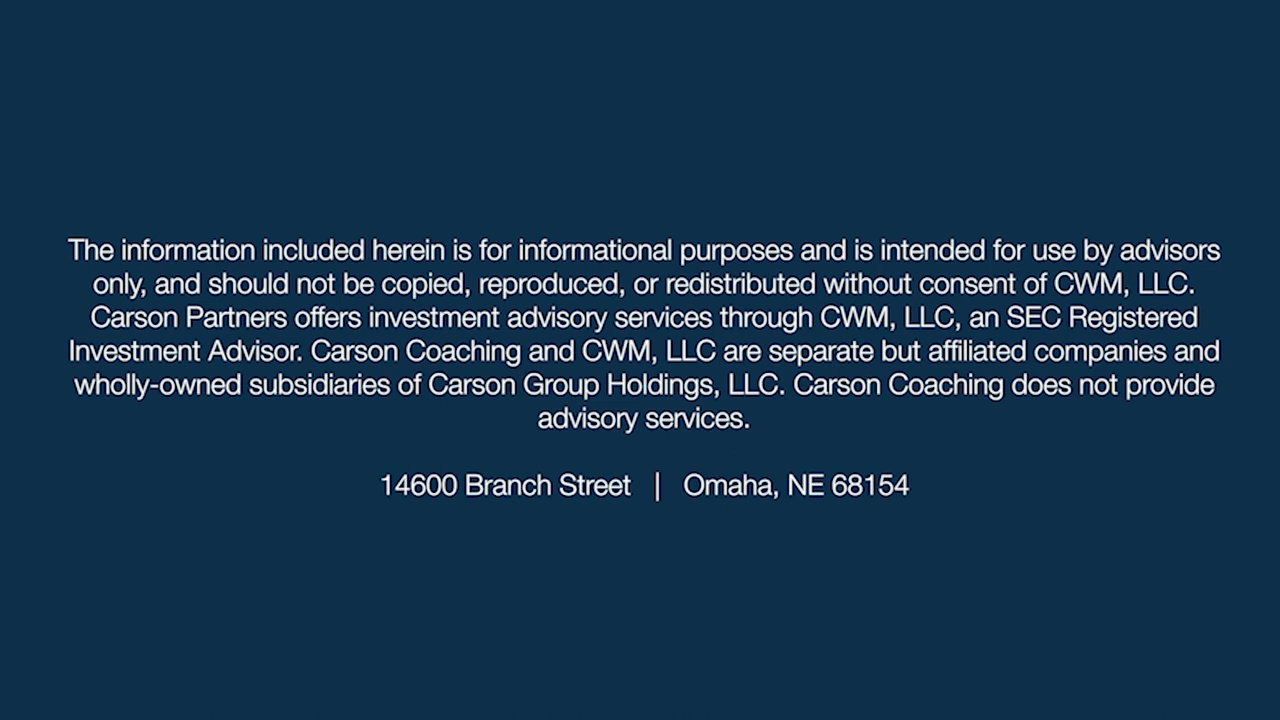 The information included herein is for informational purposes and is intended for use by advisors
only, and should not be copied, reproduced, or redistributed without consent of CWM, LLC.
Carson Partners offers investment advisory services through CWM, LLC, an SEC Registered
Investment Advisor. Carson Coaching and CWM, LLC are separate but affiliated companies and
wholly-owned subsidiaries of Carson Group Holdings, LLC. Carson Coaching does not provide
advisory services.
14600 Branch Street | Omaha, NE 68154